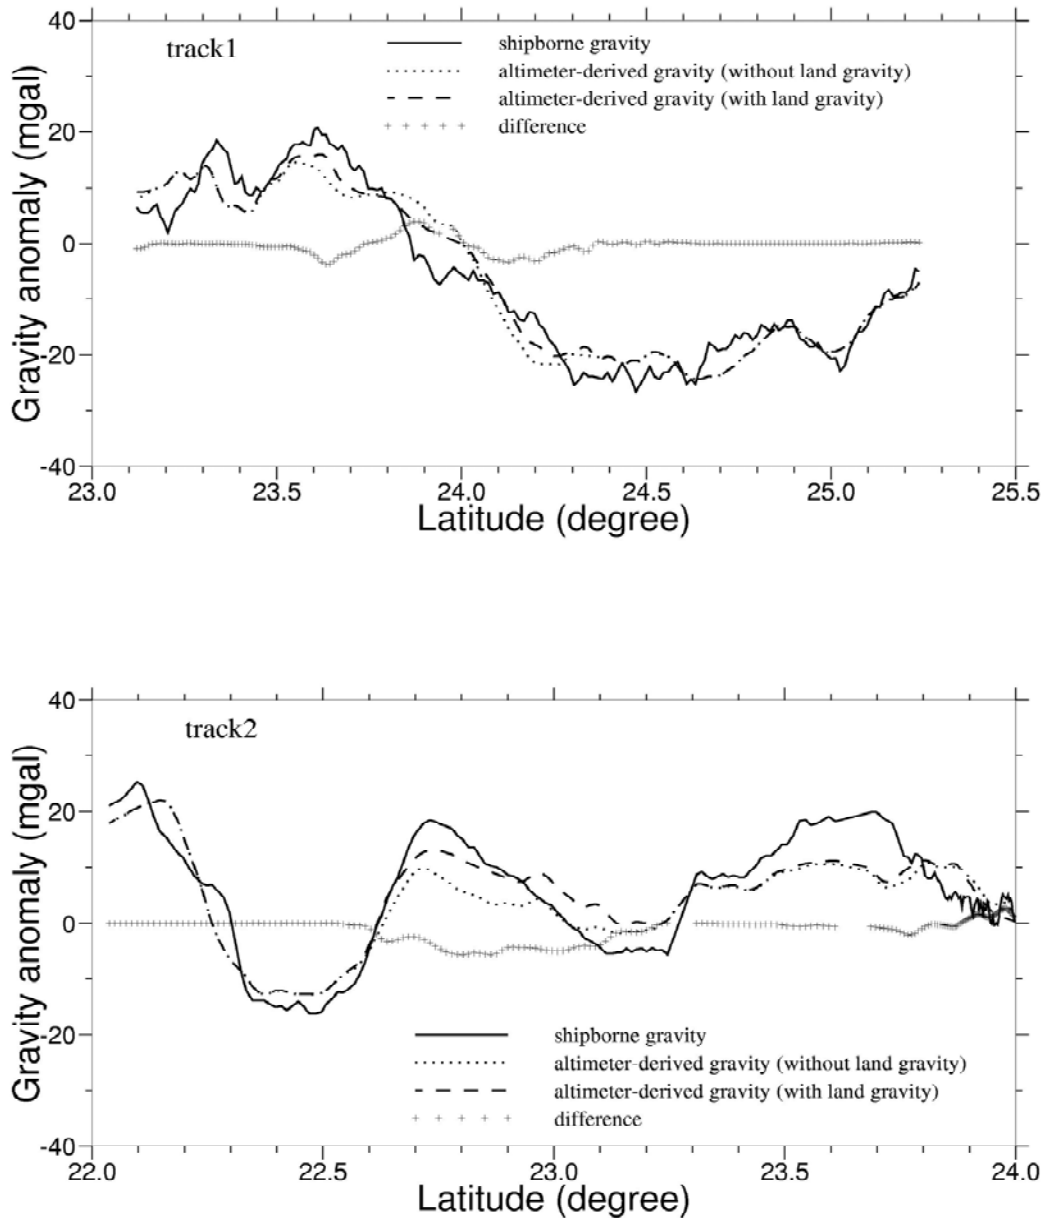 40
track1
shipborne gravity
altimeter-derived gravity (without land gravity)
altimeter-derived gravity (with land gravity)
difference
20
0
-20
-40
Gravity anomaly (mgal)
23.0 23.5 24.0 24.5 25.0 25.5
Latitude (degree)
40
track2
20
0
-20
-40
Gravity anomaly (mgal)
shipborne gravity
altimeter-derived gravity (without land gravity)
altimeter-derived gravity (with land gravity)
difference
22.0 22.5 23.0 23.5 24.0
Latitude (degree)